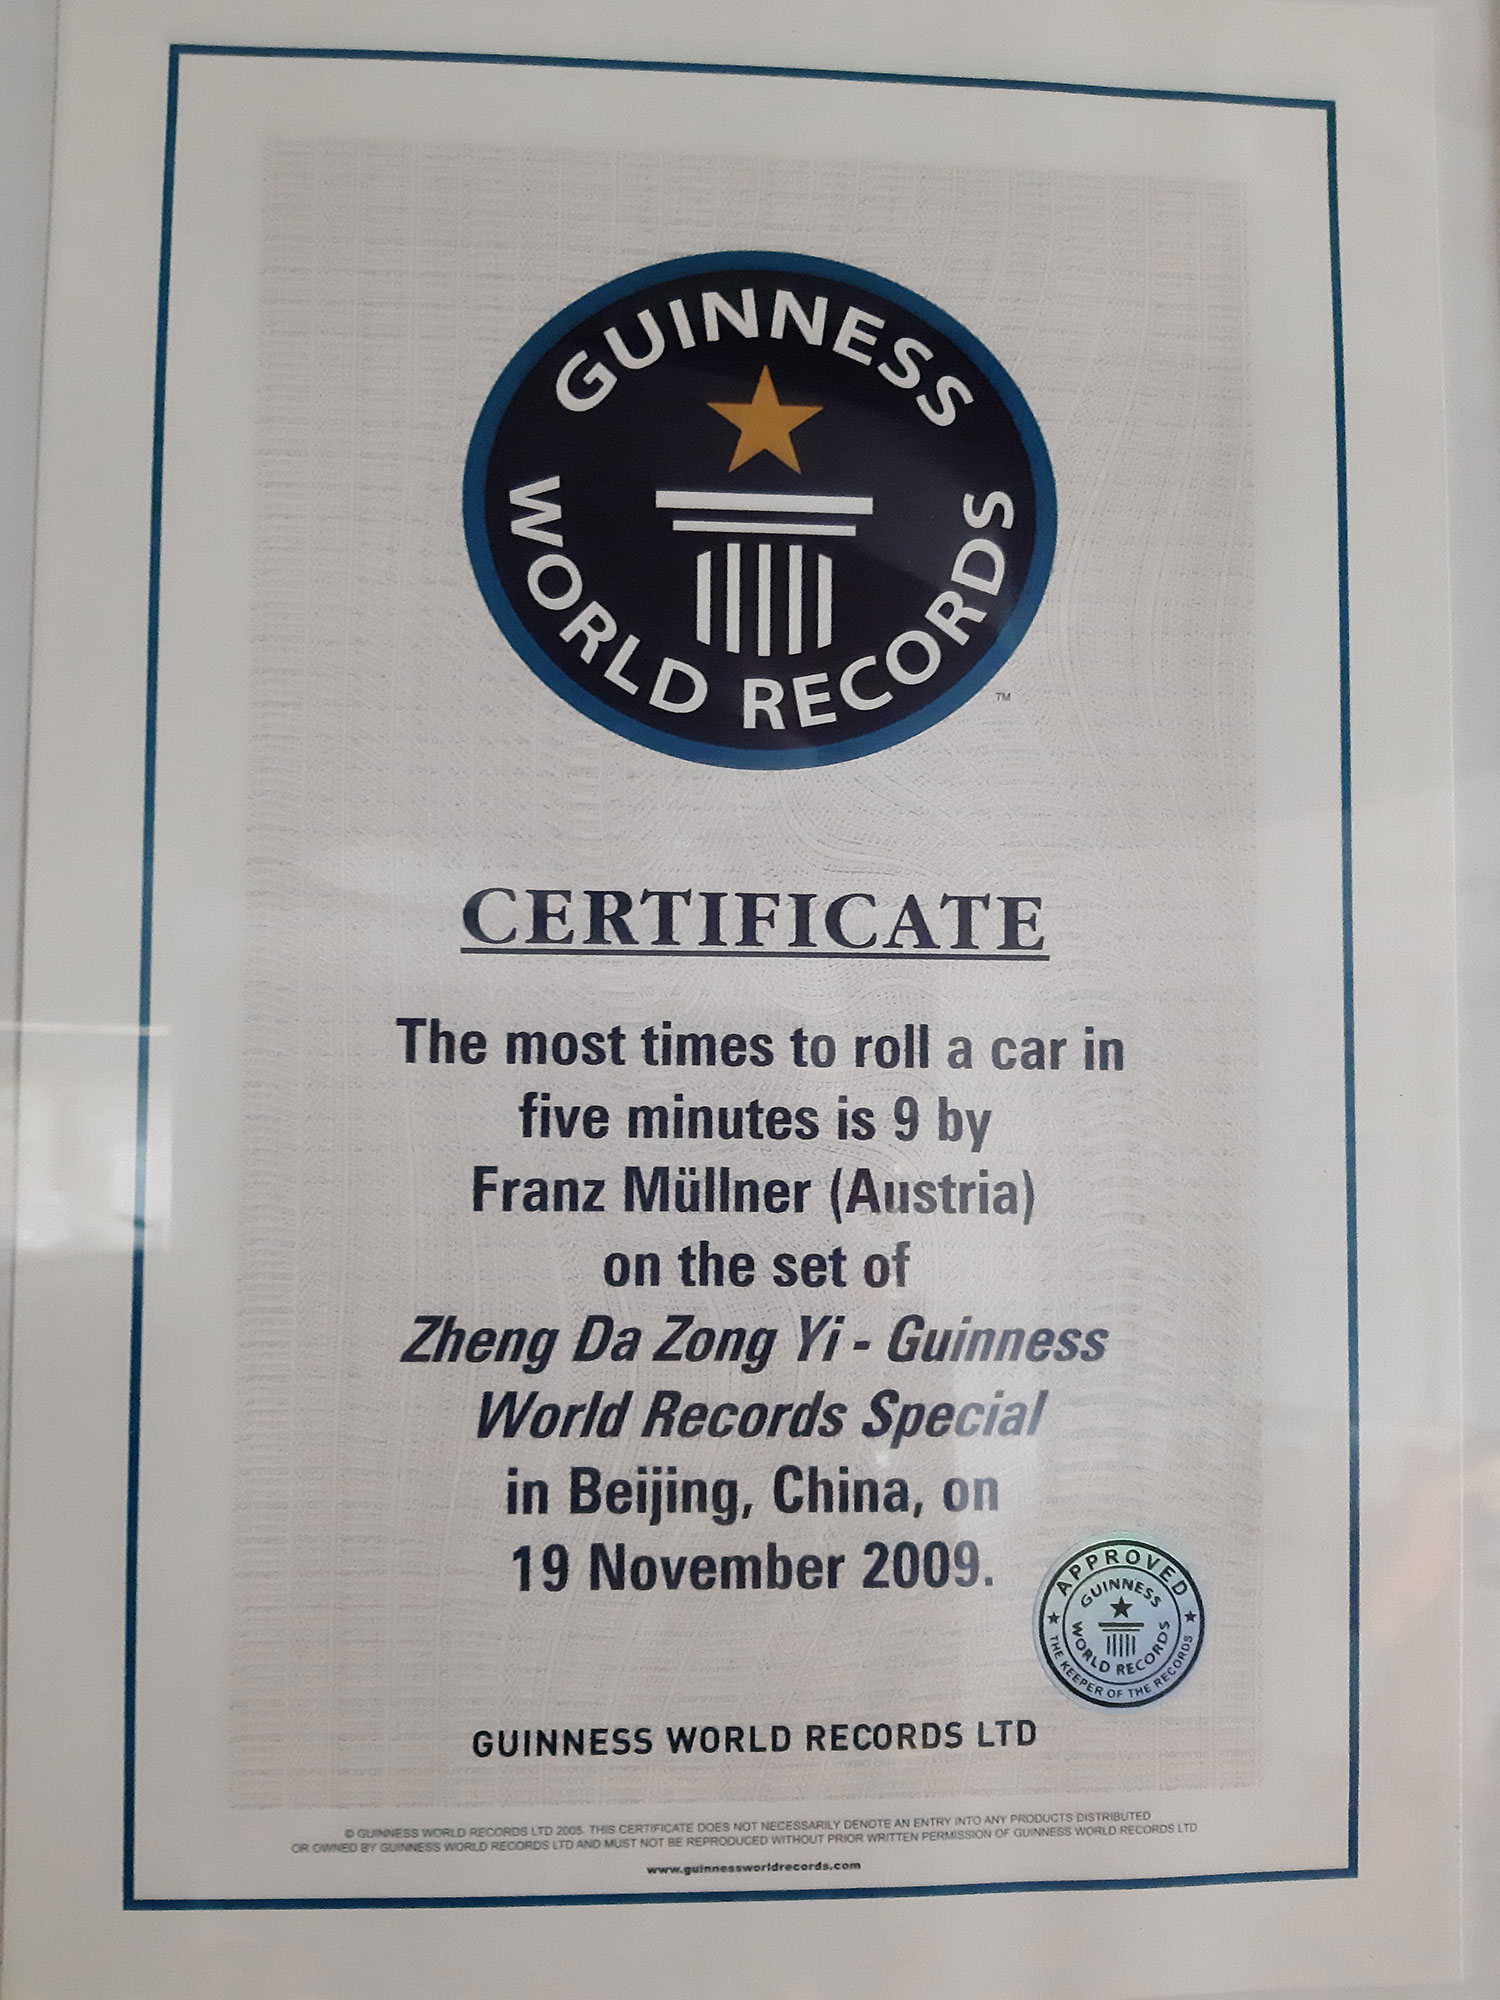 GUINNESS
WORLD RECORDS
TM
CERTIFICATE
The most times to roll a car in
five minutes is 9 by
Franz Müllner (Austria)
on the set of
Zheng Da Zong Yi - Guinness
World Records Special
in Beijing, China, on
19 November 2009.
APPROVED
GUINNESS
WORLD RECORDS
THE KEEPER OF THE RECORDS
GUINNESS WORLD RECORDS LTD
© GUINNESS WORLD RECORDS LTD 2005. THIS CERTIFICATE DOES NOT NECESSARILY DENOTE AN ENTRY INTO ANY PRODUCTS DISTRIBUTED
OR OWNED BY GUINNESS WORLD RECORDS LTD AND MUST NOT BE REPRODUCED WITHOUT PRIOR WRITTEN PERMISSION OF GUINNESS WORLD RECORDS LTD.
www.guinnessworldrecords.com